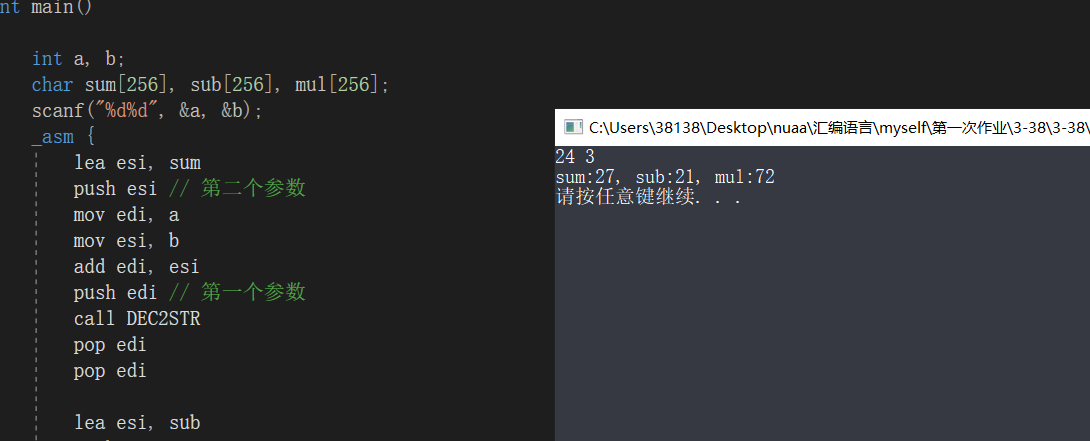 nt main()
int a, b;
char sum[256], sub[256], mul[256];
scanf("%d%d", &a, &b);
_asm {
lea esi, sum
push esi // 第二个参数
mov edi, a
mov esi, b
add edi, esi
push edi // 第一个参数
call DEC2STR
pop edi
pop edi
lea esi, sub
C:\Users\38138\Desktop\nuaa\汇编语言\myself\第一次作业\3-38\3-38\
24 3
sum:27, sub:21, mul:72
请按任意键继续. . .